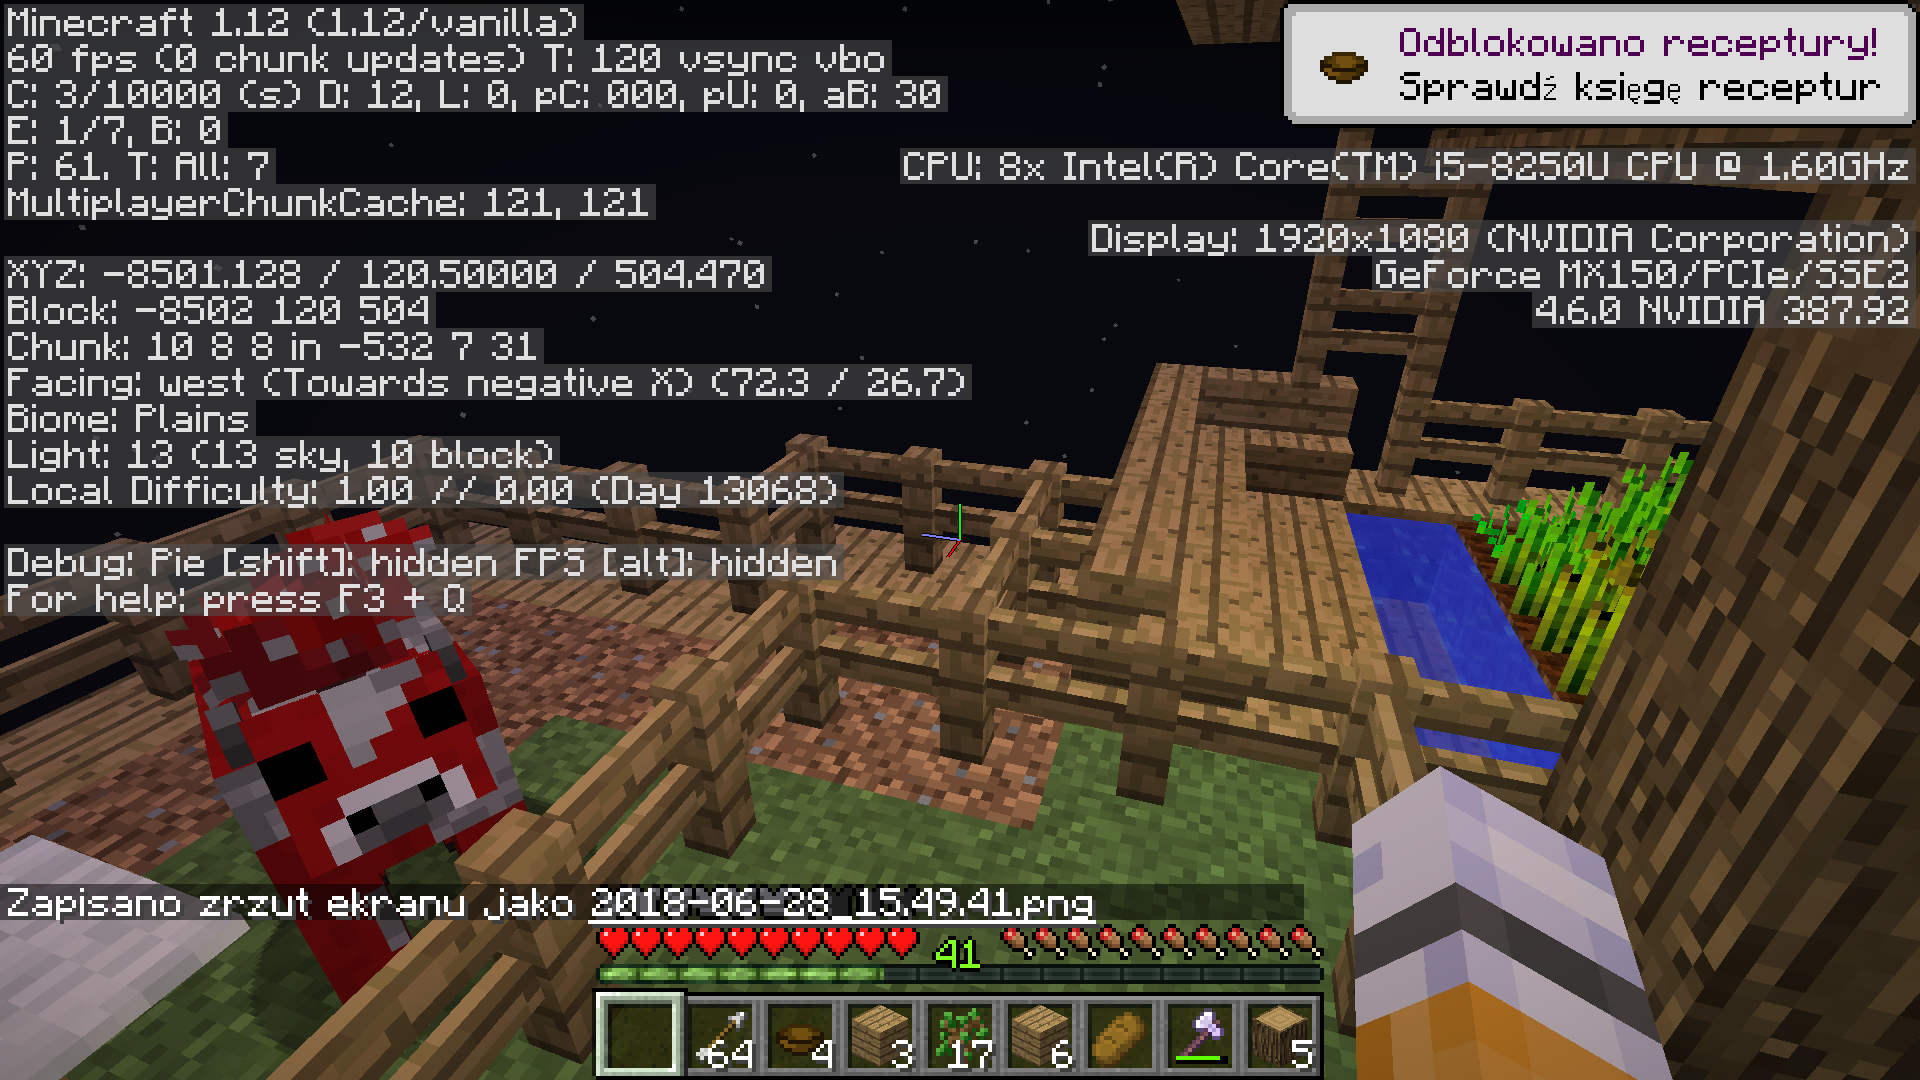 Minecraft 1.12 (1.12/vanilla)
60 fps (0 chunk updates) T: 120 vsync vbo
C: 3/10000 (s) D: 12, L: 0, pC: 000, pU: 0, aB: 30
E: 1/7, B: 0
P: 61. T: All: 7
MultiplayerChunkCache: 121, 121
XYZ: -8501.128 / 120.50000 / 504.470
Block: -8502 120 504
Chunk: 10 8 8 in -532 7 31
Facing: west (Towards negative X) (72.3 / 26.7)
Biome: Plains
Light: 13 (13 sky, 10 block)
Local Difficulty: 1.00 // 0.00 (Day 13068)
Debug: Pie [shift]: hidden FPS [alt]: hidden
For help: press F3 + Q
Odblokowano receptury!
Sprawdź księgę receptur
CPU: 8x Intel(R) Core(TM) i5-8250U CPU @ 1.60GHz
Display: 1920x1080 (NVIDIA Corporation)
GeForce MX150/PCIe/SSE2
4.6.0 NVIDIA 387.92
Zapisano zrzut ekranu jako 2018-06-28_15.49.41.png
41
64 4 3 17 6 5